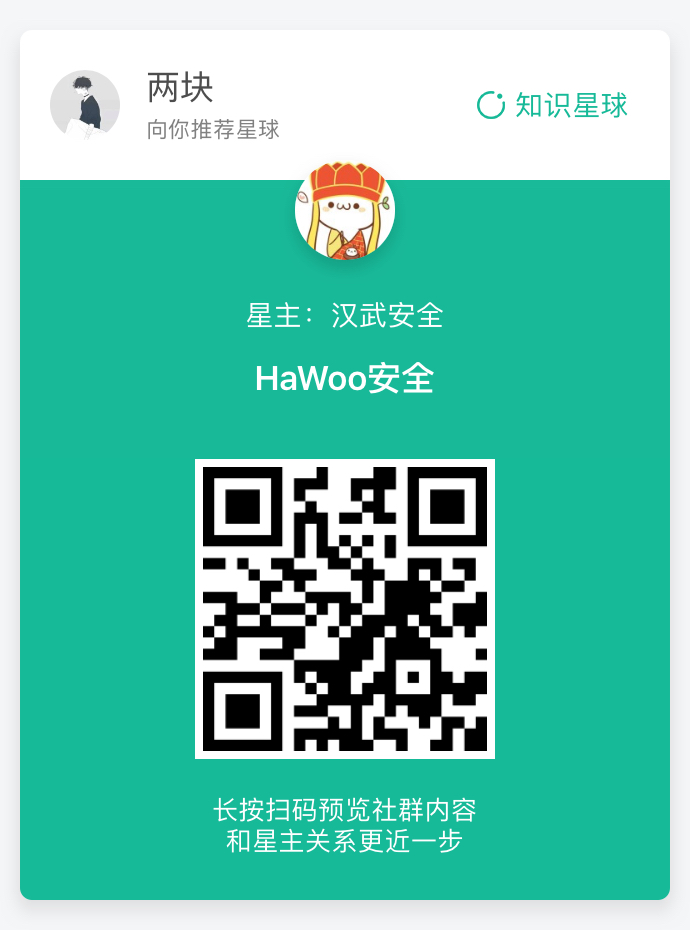 两块
向你推荐星球
知识星球
星主：汉武安全
HaWoo安全
长按扫码预览社群内容
和星主关系更近一步